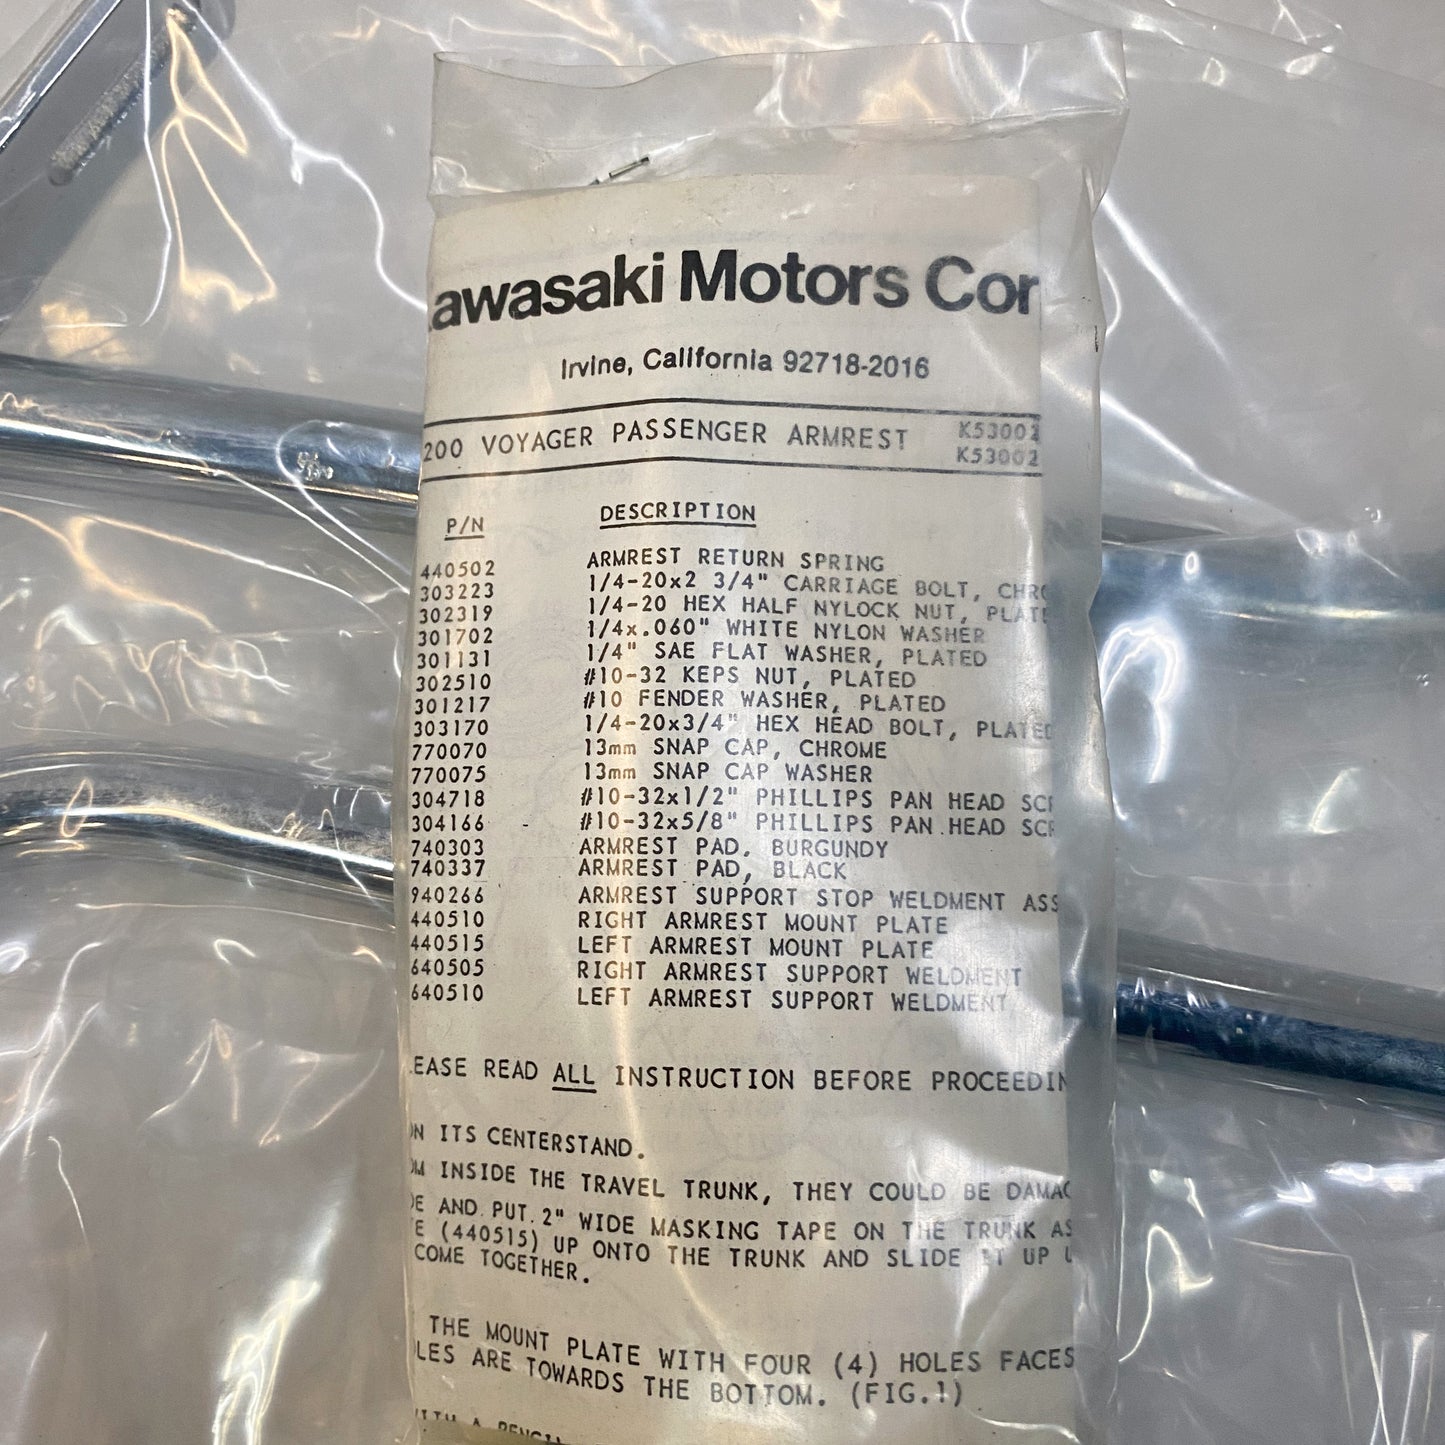 awasaki Motors Cor
Irvine, California 92718-2016
200 VOYAGER PASSENGER ARMREST K53001
K53002
P/N DESCRIPTION
440502 ARMREST RETURN SPRING
303223 1/4-20x2 3/4" CARRIAGE BOLT, CHRO
302319 1/4-20 HEX HALF NYLOCK NUT, PLATE
301702 1/4x.060" WHITE NYLON WASHER
301131 1/4" SAE FLAT WASHER, PLATED
302510 #10-32 KEPS NUT, PLATED
301217 #10 FENDER WASHER, PLATED
303170 1/4-20x3/4" HEX HEAD BOLT, PLATED
770070 13mm SNAP CAP, CHROME
770075 13mm SNAP CAP WASHER
304718 #10-32x1/2" PHILLIPS PAN HEAD SCR
304166 #10-32x5/8" PHILLIPS PAN HEAD SCR
740303 ARMREST PAD, BURGUNDY
740337 ARMREST PAD, BLACK
940266 ARMREST SUPPORT STOP WELDMENT ASS
440510 RIGHT ARMREST MOUNT PLATE
440515 LEFT ARMREST MOUNT PLATE
640505 RIGHT ARMREST SUPPORT WELDMENT
640510 LEFT ARMREST SUPPORT WELDMENT
LEASE READ ALL INSTRUCTION BEFORE PROCEEDIN
ON ITS CENTERSTAND.
OM INSIDE THE TRAVEL TRUNK, THEY COULD BE DAMAG
DE AND PUT 2" WIDE MASKING TAPE ON THE TRUNK AS
E (440515) UP ONTO THE TRUNK AND SLIDE IT UP U
COME TOGETHER.
THE MOUNT PLATE WITH FOUR (4) HOLES FACES
OLES ARE TOWARDS THE BOTTOM. (FIG.1)
WITH A PENCIL